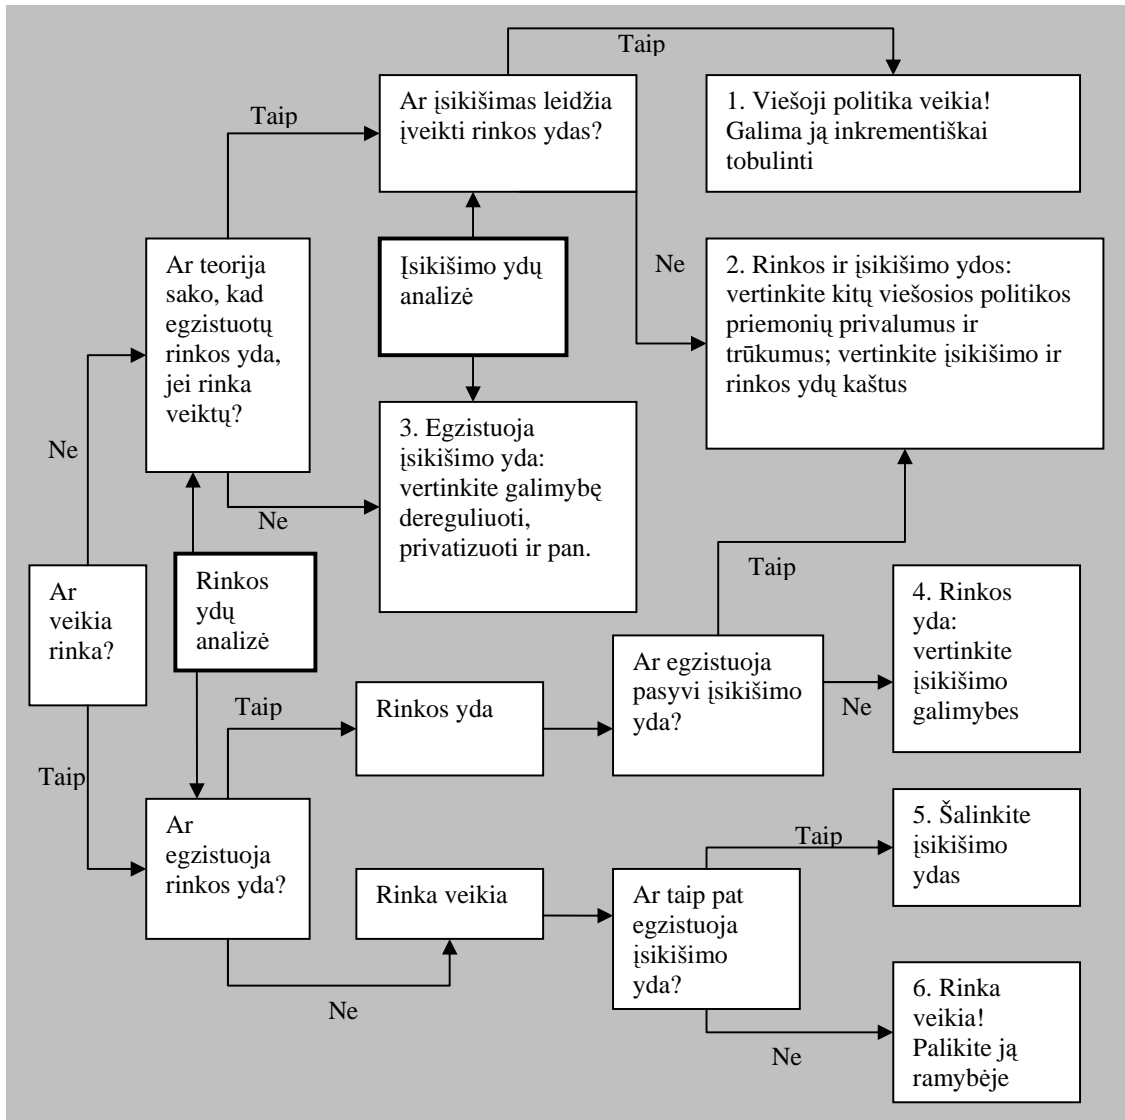 Taip
Ar įsikišimas leidžia
įveikti rinkos ydas?
1. Viešoji politika veikia!
Galima ją inkrementiškai
tobulinti
Taip
Ar teorija
sako, kad
egzistuotų
rinkos yda,
jei rinka
veiktų?
Įsikišimo ydų
analizė
Ne
2. Rinkos ir įsikišimo ydos:
vertinkite kitų viešosios politikos
priemonių privalumus ir
trūkumus; vertinkite įsikišimo ir
rinkos ydų kaštus
Ne
3. Egzistuoja
įsikišimo yda:
vertinkite galimybę
dereguliuoti,
privatizuoti ir pan.
Ne
Ar
veikia
rinka?
Rinkos
ydų
analizė
Taip
4. Rinkos
yda:
vertinkite
įsikišimo
galimybes
Ar egzistuoja
pasyvi įsikišimo
yda?
Ne
Taip
Rinkos yda
Taip
Ar
egzistuoja
rinkos yda?
5. Šalinkite
įsikišimo
ydas
Taip
Rinka veikia
Ar taip pat
egzistuoja
įsikišimo
yda?
Ne
6. Rinka
veikia!
Palikite ją
ramybėje
Ne